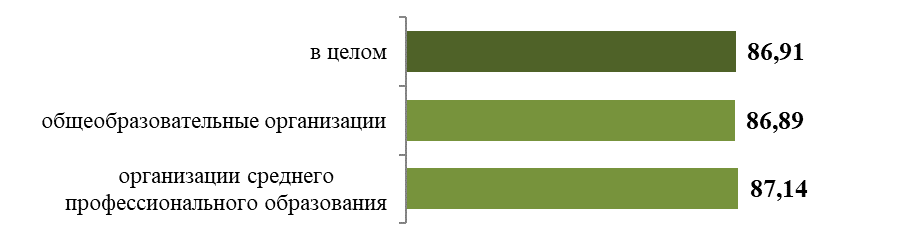 в целом
86,91
общеобразовательные организации
86,89
организации среднего
профессионального образования
87,14